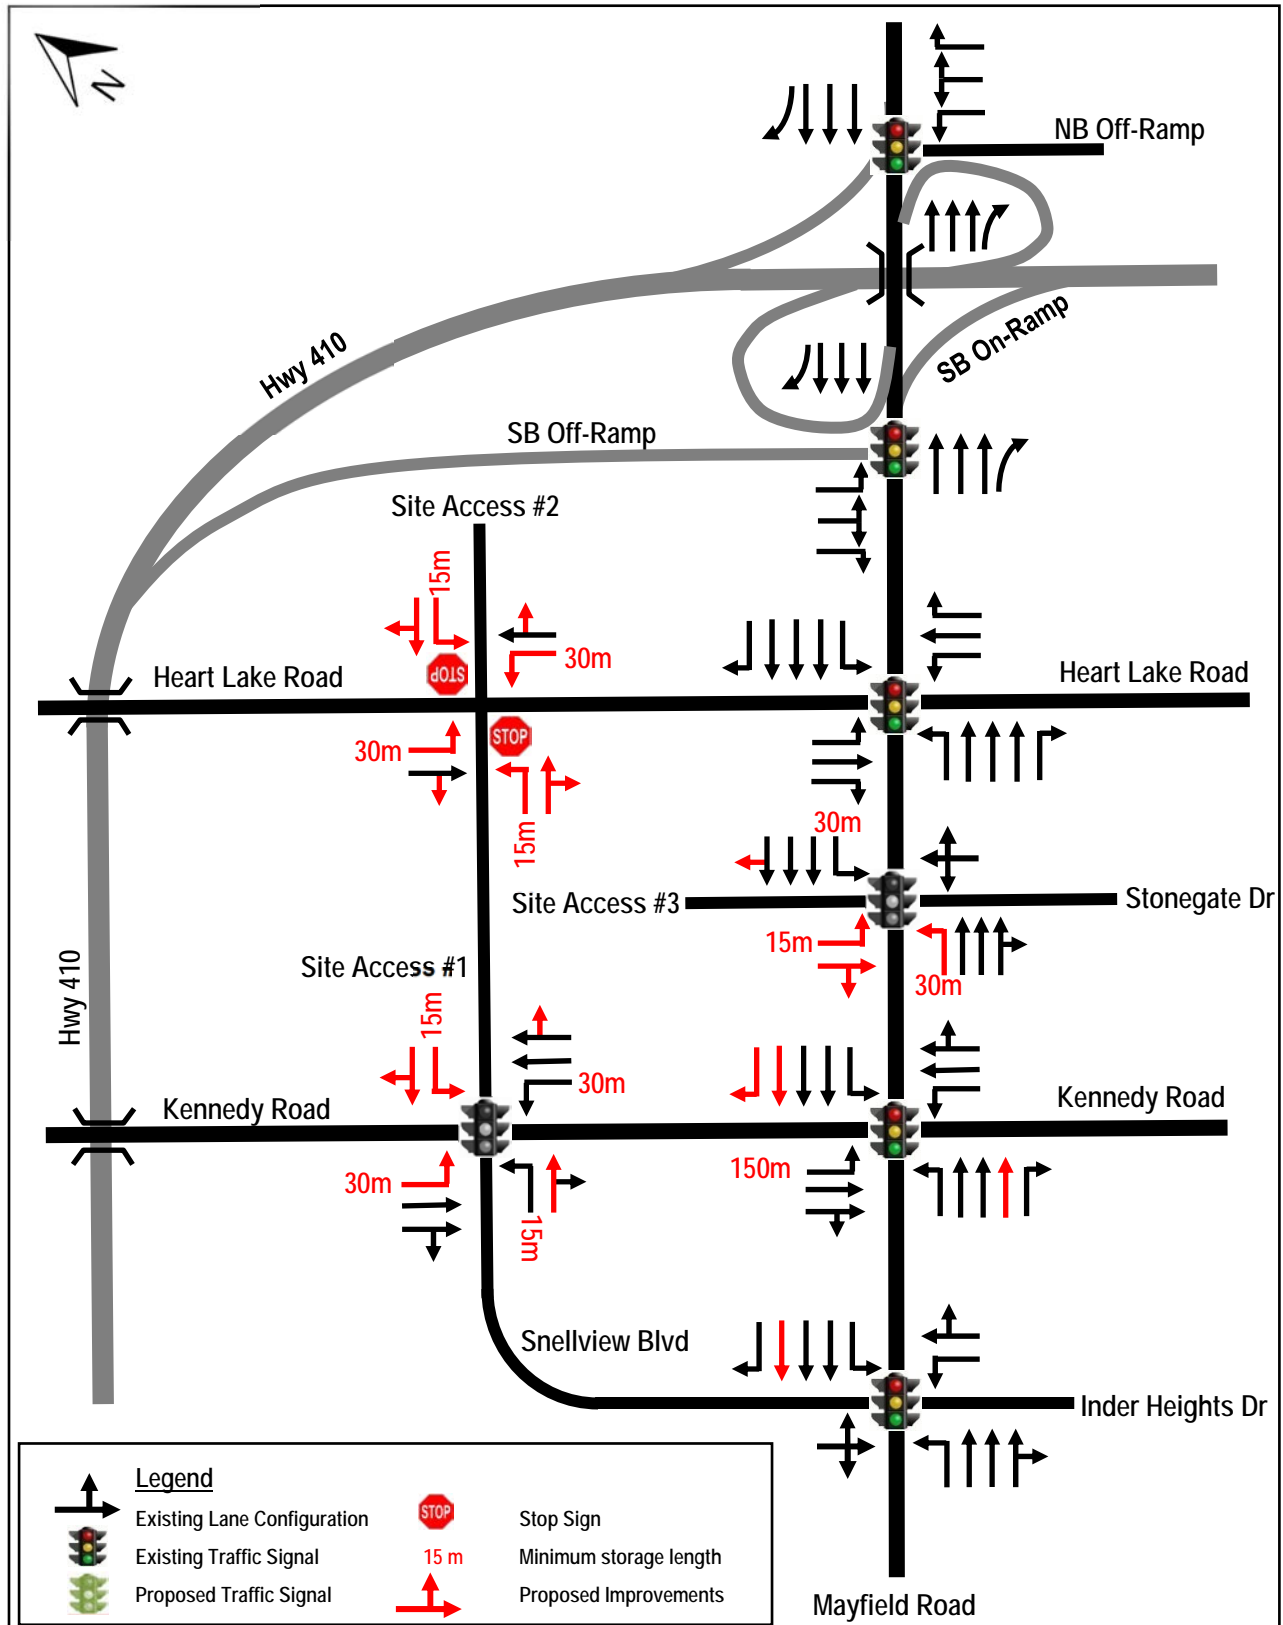 N
NB Off-Ramp
Hwy 410
SB On-Ramp
SB Off-Ramp
Site Access #2
15m
30m
STOP
Heart Lake Road
Heart Lake Road
30m
STOP
15m
30m
Site Access #3
Stonegate Dr
15m
30m
Site Access #1
Hwy 410
15m
30m
Kennedy Road
Kennedy Road
30m
150m
15m
Snellview Blvd
Inder Heights Dr
Legend
Existing Lane Configuration
STOP
Stop Sign
Existing Traffic Signal
15 m
Minimum storage length
Proposed Traffic Signal
Proposed Improvements
Mayfield Road